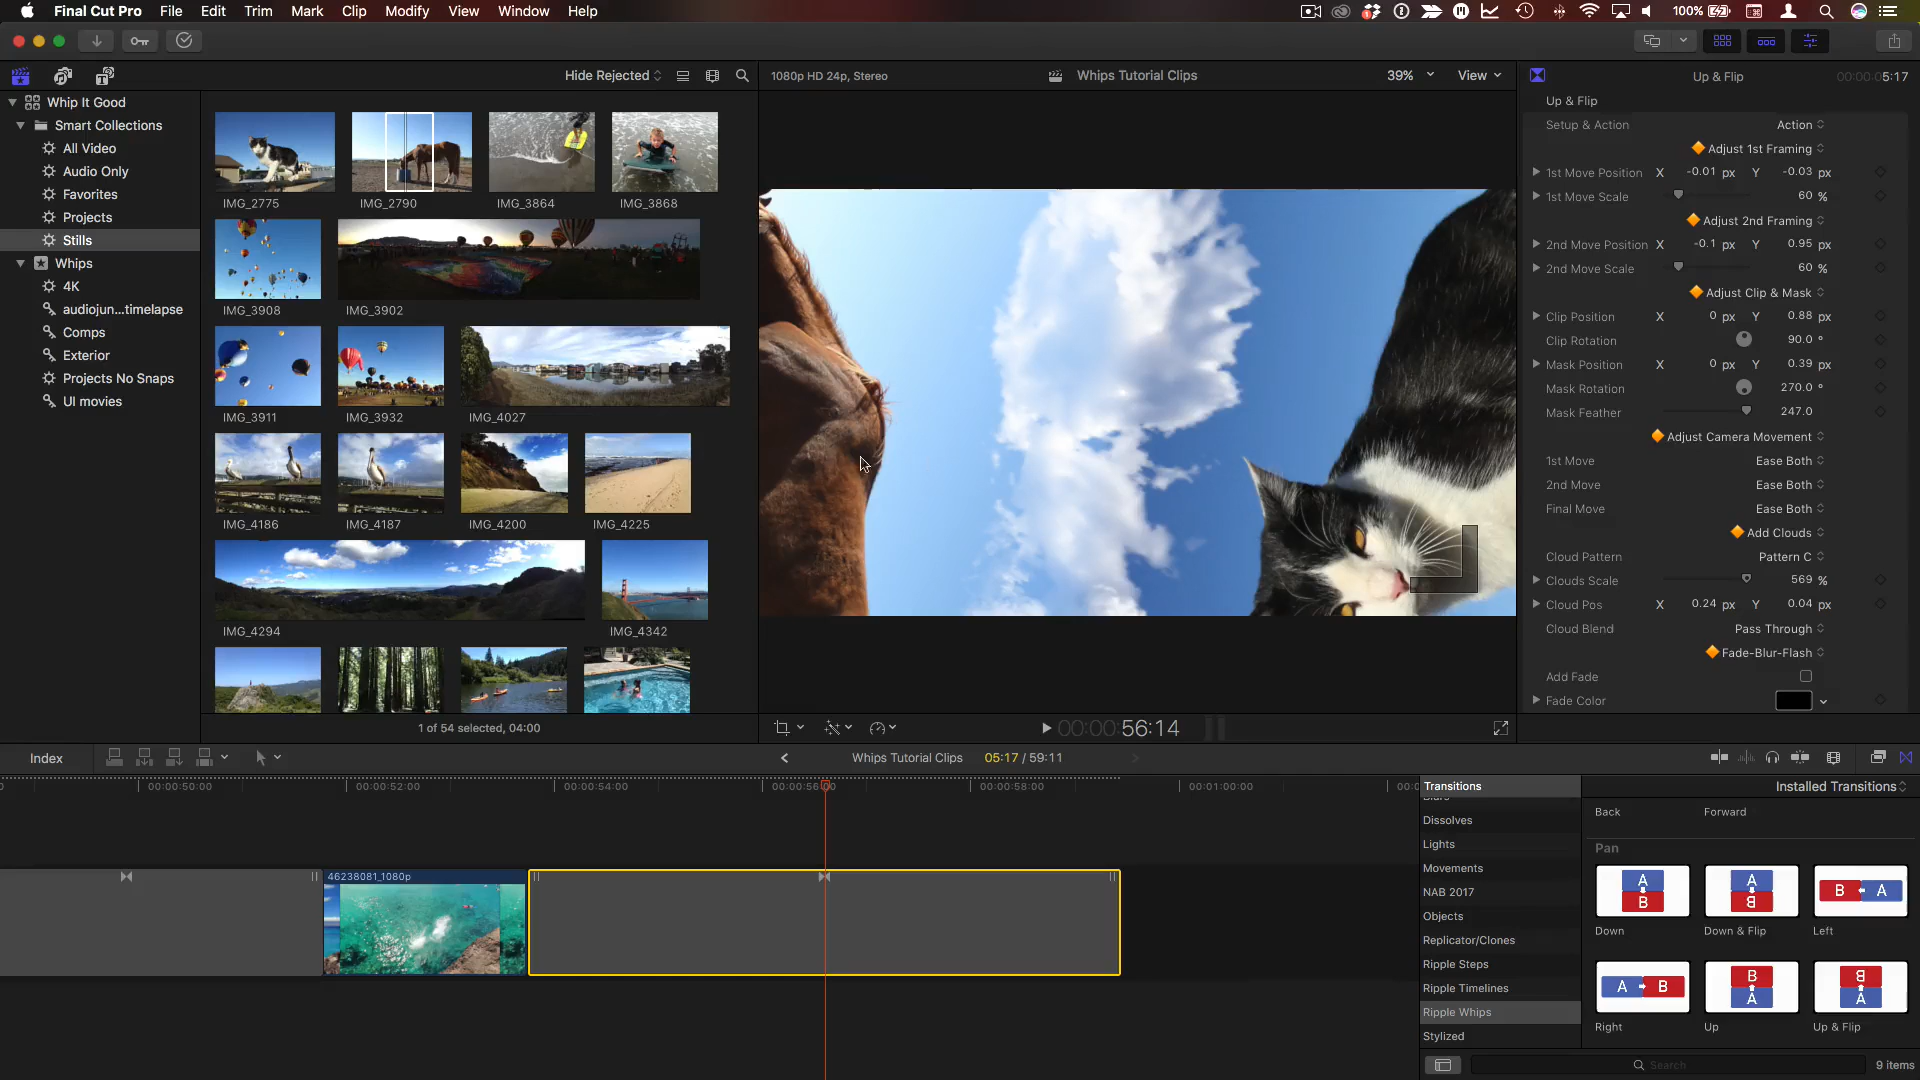 Final Cut Pro File Edit Trim Mark Clip Modify View Window Help
100%
Hide Rejected
1080p HD 24p, Stereo
Whips Tutorial Clips
39%
View
Up & Flip
00:00:05:17
Whip It Good
Smart Collections
All Video
Audio Only
Favorites
Projects
Stills
Whips
4K
audiojun...timelapse
Comps
Exterior
Projects No Snaps
UI movies
IMG_2775
IMG_2790
IMG_3864
IMG_3868
IMG_3908
IMG_3902
IMG_3911
IMG_3932
IMG_4027
IMG_4186
IMG_4187
IMG_4200
IMG_4225
IMG_4294
IMG_4342
1 of 54 selected, 04:00
00:00:56:14
Up & Flip
Setup & Action Action
Adjust 1st Framing
1st Move Position X -0.01 px Y -0.03 px
1st Move Scale 60 %
Adjust 2nd Framing
2nd Move Position X -0.1 px Y 0.95 px
2nd Move Scale 60 %
Adjust Clip & Mask
Clip Position X 0 px Y 0.88 px
Clip Rotation 90.0 °
Mask Position X 0 px Y 0.39 px
Mask Rotation 270.0 °
Mask Feather 247.0
Adjust Camera Movement
1st Move Ease Both
2nd Move Ease Both
Final Move Ease Both
Add Clouds
Cloud Pattern Pattern C
Clouds Scale 569 %
Cloud Pos X 0.24 px Y 0.04 px
Cloud Blend Pass Through
Fade-Blur-Flash
Add Fade
Fade Color
Index
Whips Tutorial Clips
05:17 / 59:11
00:00:50:00
00:00:52:00
00:00:54:00
00:00:58:00
00:01:00:00
46238081_1080p
Transitions
Installed Transitions
Dissolves
Lights
Movements
NAB 2017
Objects
Replicator/Clones
Ripple Steps
Ripple Timelines
Ripple Whips
Stylized
Back
Forward
Pan
A
B
Down
A
B
Down & Flip
B A
Left
A B
Right
B
A
Up
B
A
Up & Flip
Search
9 items